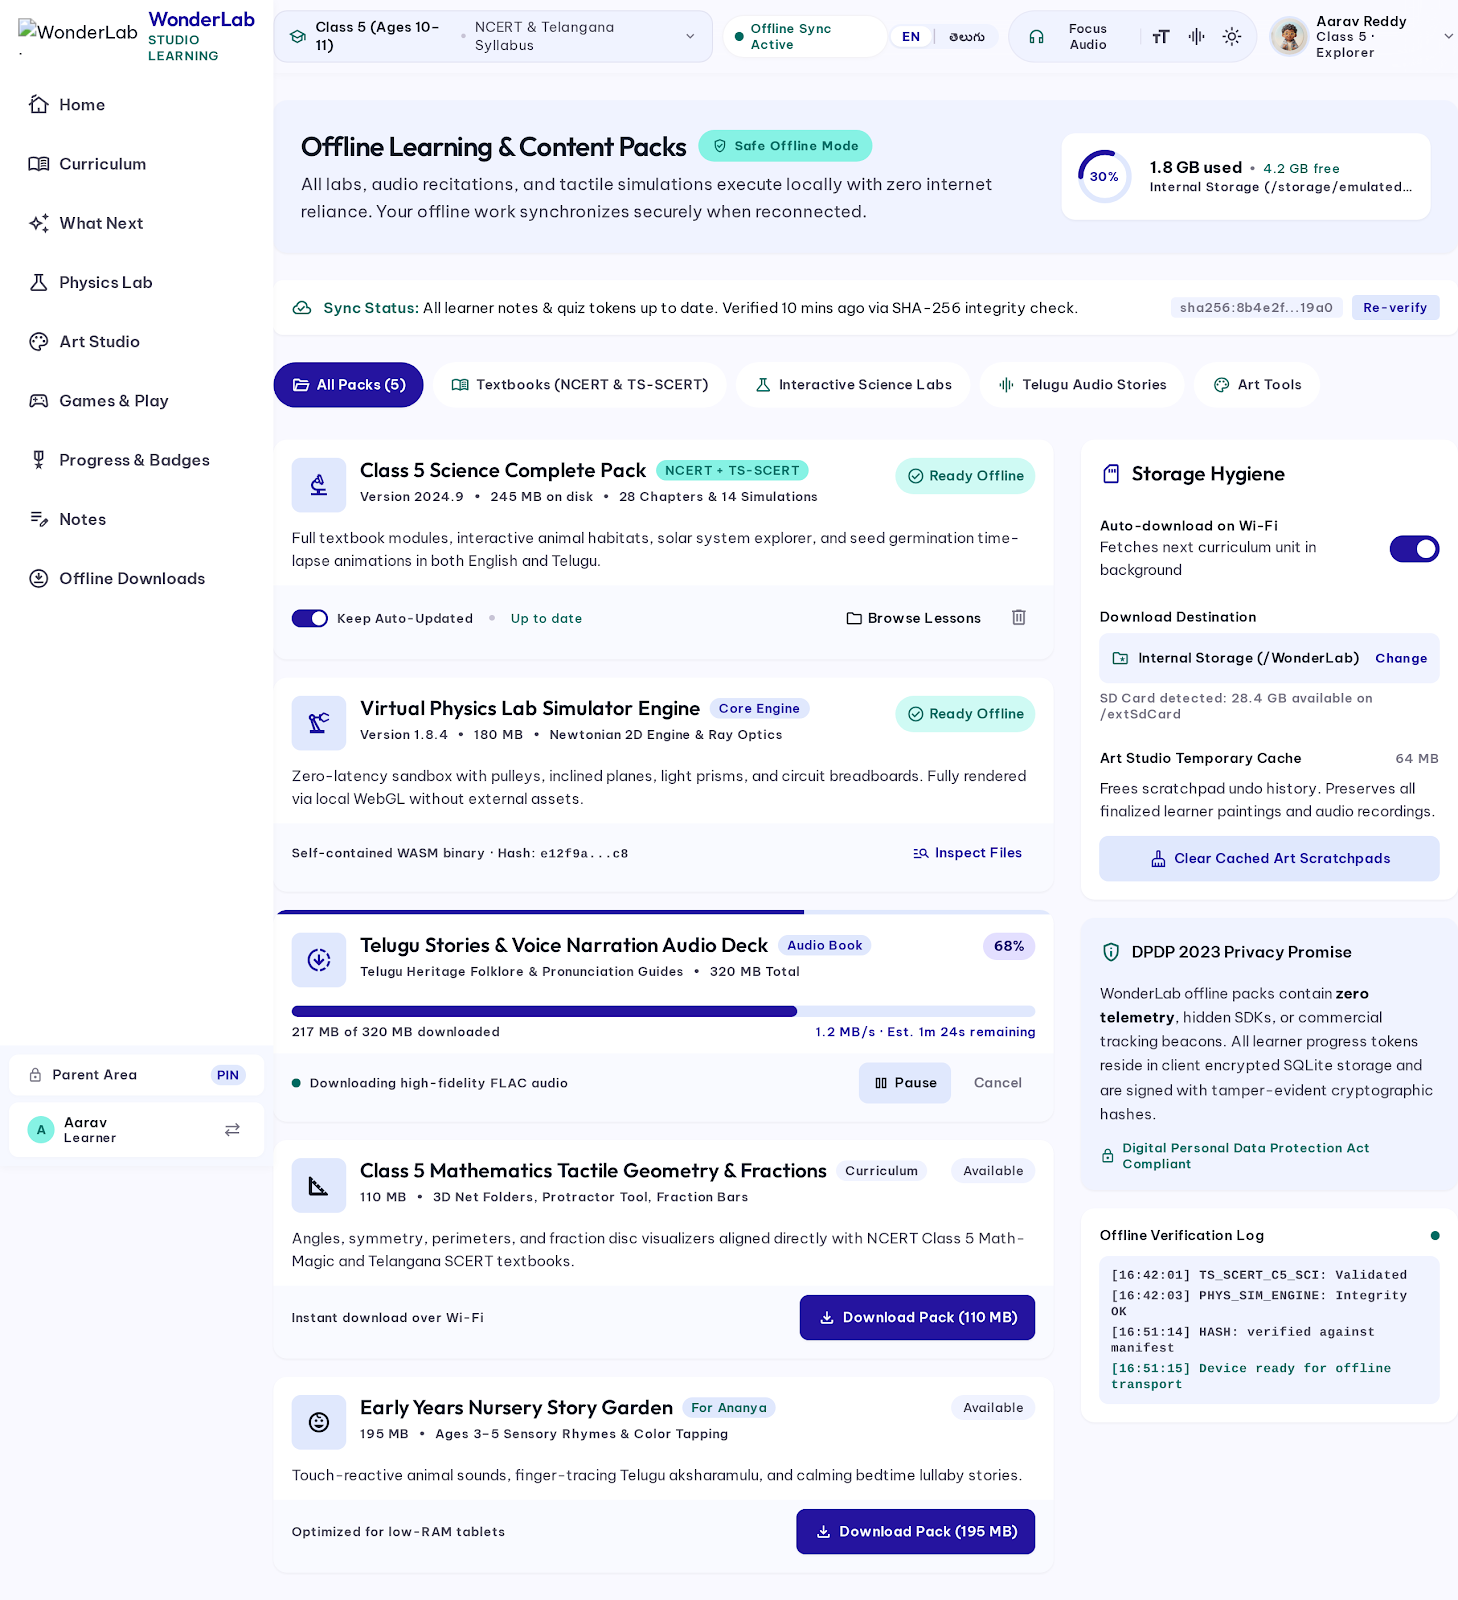 WonderLab
WonderLab
STUDIO
LEARNING
Class 5 (Ages 10–
11)
NCERT & Telangana
Syllabus
Offline Sync
Active
EN
తెలుగు
Focus
Audio
Aarav Reddy
Class 5 ·
Explorer
Home
Curriculum
What Next
Physics Lab
Art Studio
Games & Play
Progress & Badges
Notes
Offline Downloads
Parent Area
PIN
A
Aarav
Learner
Offline Learning & Content Packs
Safe Offline Mode
All labs, audio recitations, and tactile simulations execute locally with zero internet
reliance. Your offline work synchronizes securely when reconnected.
30%
1.8 GB used • 4.2 GB free
Internal Storage (/storage/emulated...
Sync Status: All learner notes & quiz tokens up to date. Verified 10 mins ago via SHA-256 integrity check.
sha256:8b4e2f...19a0
Re-verify
All Packs (5)
Textbooks (NCERT & TS-SCERT)
Interactive Science Labs
Telugu Audio Stories
Art Tools
Class 5 Science Complete Pack
NCERT + TS-SCERT
Ready Offline
Version 2024.9 • 245 MB on disk • 28 Chapters & 14 Simulations
Full textbook modules, interactive animal habitats, solar system explorer, and seed germination time-
lapse animations in both English and Telugu.
Keep Auto-Updated
Up to date
Browse Lessons
Virtual Physics Lab Simulator Engine
Core Engine
Ready Offline
Version 1.8.4 • 180 MB • Newtonian 2D Engine & Ray Optics
Zero-latency sandbox with pulleys, inclined planes, light prisms, and circuit breadboards. Fully rendered
via local WebGL without external assets.
Self-contained WASM binary · Hash: e12f9a...c8
Inspect Files
Telugu Stories & Voice Narration Audio Deck
Audio Book
68%
Telugu Heritage Folklore & Pronunciation Guides • 320 MB Total
217 MB of 320 MB downloaded
1.2 MB/s · Est. 1m 24s remaining
Downloading high-fidelity FLAC audio
Pause
Cancel
Class 5 Mathematics Tactile Geometry & Fractions
Curriculum
Available
110 MB • 3D Net Folders, Protractor Tool, Fraction Bars
Angles, symmetry, perimeters, and fraction disc visualizers aligned directly with NCERT Class 5 Math-
Magic and Telangana SCERT textbooks.
Instant download over Wi-Fi
Download Pack (110 MB)
Early Years Nursery Story Garden
For Ananya
Available
195 MB • Ages 3–5 Sensory Rhymes & Color Tapping
Touch-reactive animal sounds, finger-tracing Telugu aksharamulu, and calming bedtime lullaby stories.
Optimized for low-RAM tablets
Download Pack (195 MB)
Storage Hygiene
Auto-download on Wi-Fi
Fetches next curriculum unit in
background
Download Destination
Internal Storage (/WonderLab)
Change
SD Card detected: 28.4 GB available on
/extSdCard
Art Studio Temporary Cache
64 MB
Frees scratchpad undo history. Preserves all
finalized learner paintings and audio recordings.
Clear Cached Art Scratchpads
DPDP 2023 Privacy Promise
WonderLab offline packs contain zero
telemetry, hidden SDKs, or commercial
tracking beacons. All learner progress tokens
reside in client encrypted SQLite storage and
are signed with tamper-evident cryptographic
hashes.
Digital Personal Data Protection Act
Compliant
Offline Verification Log
[16:42:01] TS_SCERT_C5_SCI: Validated
[16:42:03] PHYS_SIM_ENGINE: Integrity
OK
[16:51:14] HASH: verified against
manifest
[16:51:15] Device ready for offline
transport